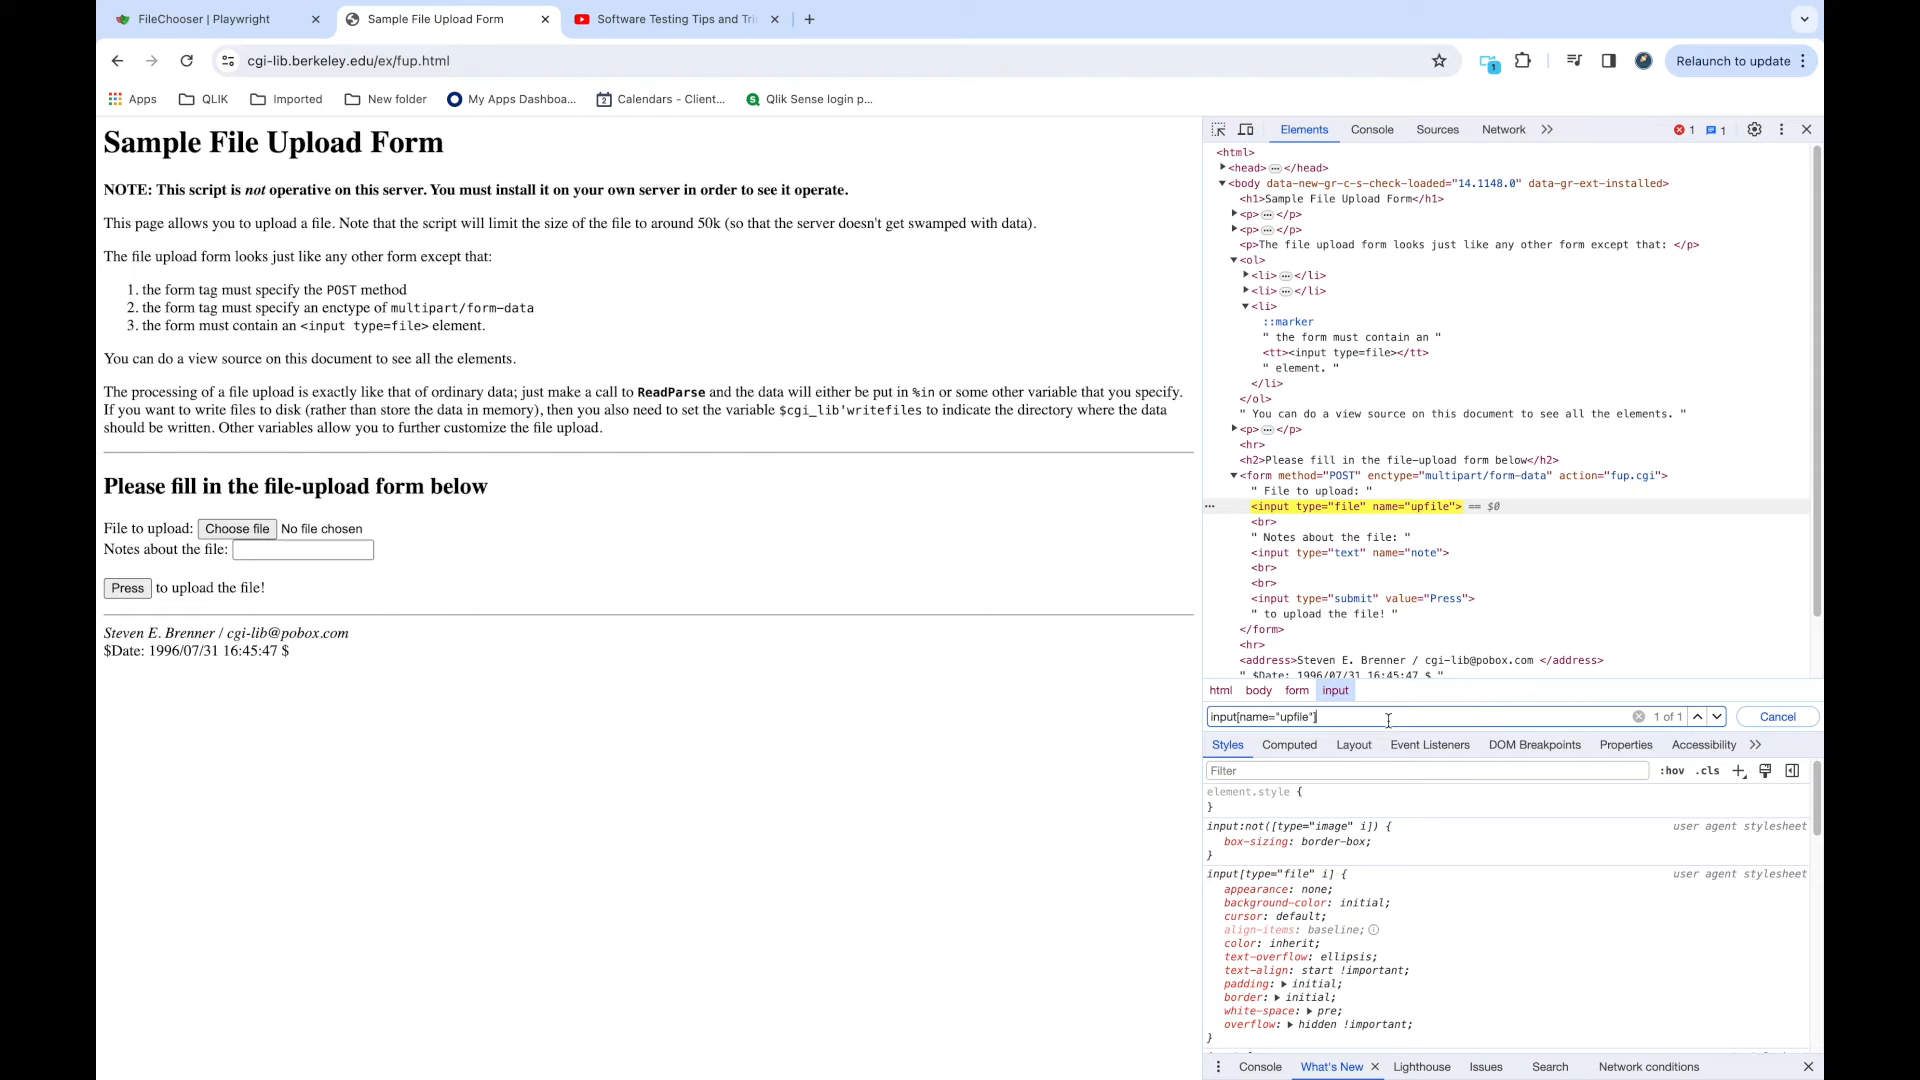 FileChooser | Playwright
Sample File Upload Form
Software Testing Tips and Tri
cgi-lib.berkeley.edu/ex/fup.html
1
Relaunch to update
Apps
QLIK
Imported
New folder
My Apps Dashboa...
2
Calendars - Client...
S
Qlik Sense login p...
Sample File Upload Form
NOTE: This script is not operative on this server. You must install it on your own server in order to see it operate.
This page allows you to upload a file. Note that the script will limit the size of the file to around 50k (so that the server doesn't get swamped with data).
The file upload form looks just like any other form except that:
1. the form tag must specify the POST method
2. the form tag must specify an enctype of multipart/form-data
3. the form must contain an <input type=file> element.
You can do a view source on this document to see all the elements.
The processing of a file upload is exactly like that of ordinary data; just make a call to ReadParse and the data will either be put in %in or some other variable that you specify.
If you want to write files to disk (rather than store the data in memory), then you also need to set the variable $cgi_lib'writefiles to indicate the directory where the data
should be written. Other variables allow you to further customize the file upload.
Please fill in the file-upload form below
File to upload: Choose file No file chosen
Notes about the file:
Press to upload the file!
Steven E. Brenner / cgi-lib@pobox.com
$Date: 1996/07/31 16:45:47 $
Elements Console Sources Network 1 1
<html>
<head> … </head>
<body data-new-gr-c-s-check-loaded="14.1148.0" data-gr-ext-installed>
<h1>Sample File Upload Form</h1>
<p> … </p>
<p> … </p>
<p>The file upload form looks just like any other form except that: </p>
<ol>
<li> … </li>
<li> … </li>
<li>
::marker
" the form must contain an "
<tt><input type=file></tt>
" element. "
</li>
</ol>
" You can do a view source on this document to see all the elements. "
<p> … </p>
<hr>
<h2>Please fill in the file-upload form below</h2>
<form method="POST" enctype="multipart/form-data" action="fup.cgi">
" File to upload: "
… <input type="file" name="upfile"> == $0
<br>
" Notes about the file: "
<input type="text" name="note">
<br>
<br>
<input type="submit" value="Press">
" to upload the file! "
</form>
<hr>
<address>Steven E. Brenner / cgi-lib@pobox.com </address>
" $Date: 1996/07/31 16:45:47 $ "
html body form input
input[name="upfile"] 1 of 1 Cancel
Styles Computed Layout Event Listeners DOM Breakpoints Properties Accessibility
Filter :hov .cls
element.style {
}
input:not([type="image" i]) { user agent stylesheet
box-sizing: border-box;
}
input[type="file" i] { user agent stylesheet
appearance: none;
background-color: initial;
cursor: default;
align-items: baseline;
color: inherit;
text-overflow: ellipsis;
text-align: start !important;
padding: initial;
border: initial;
white-space: pre;
overflow: hidden !important;
}
Console What's New Lighthouse Issues Search Network conditions